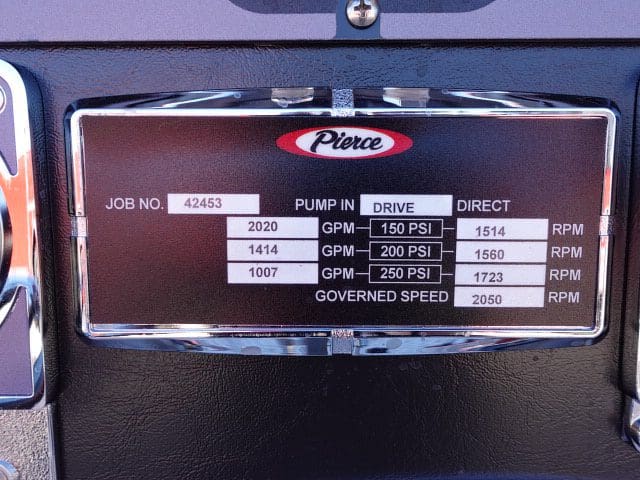 Pierce
JOB NO. 42453 PUMP IN DRIVE DIRECT
2020 GPM 150 PSI 1514 RPM
1414 GPM 200 PSI 1560 RPM
1007 GPM 250 PSI 1723 RPM
GOVERNED SPEED 2050 RPM